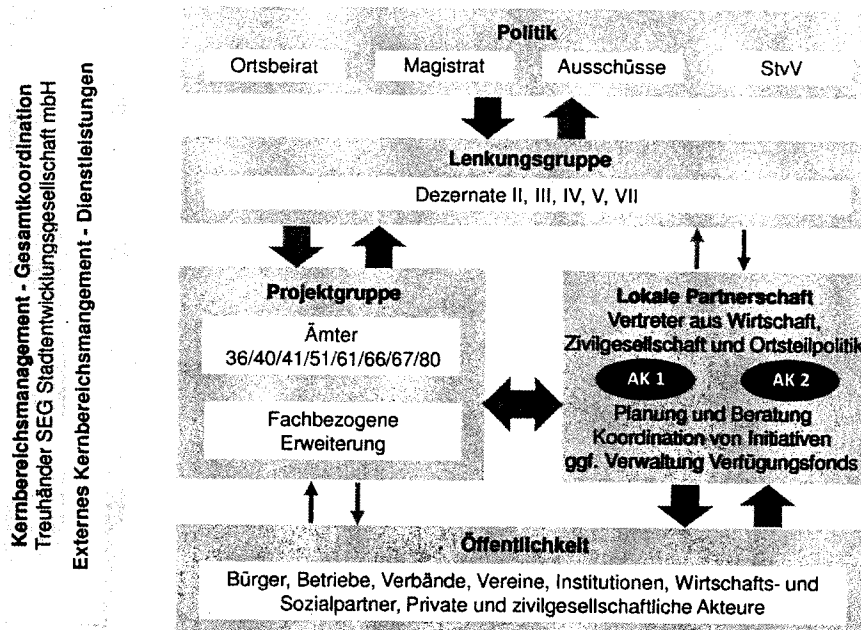 Kernbereichsmanagement - Gesamtkoordination
Treuhänder SEG Stadtentwicklungsgesellschaft mbH
Externes Kernbereichsmangement - Dienstleistungen
Politik
Ortsbeirat
Magistrat
Ausschüsse
StvV
Lenkungsgruppe
Dezernate II, III, IV, V, VII
Projektgruppe
Ämter
36/40/41/51/61/66/67/80
Fachbezogene
Erweiterung
Lokale Partnerschaft
Vertreter aus Wirtschaft,
Zivilgesellschaft und Ortsteilpolitik
AK 1
AK 2
Planung und Beratung
Koordination von Initiativen
ggf. Verwaltung Verfügungsfonds
Öffentlichkeit
Bürger, Betriebe, Verbände, Vereine, Institutionen, Wirtschafts- und
Sozialpartner, Private und zivilgesellschaftliche Akteure